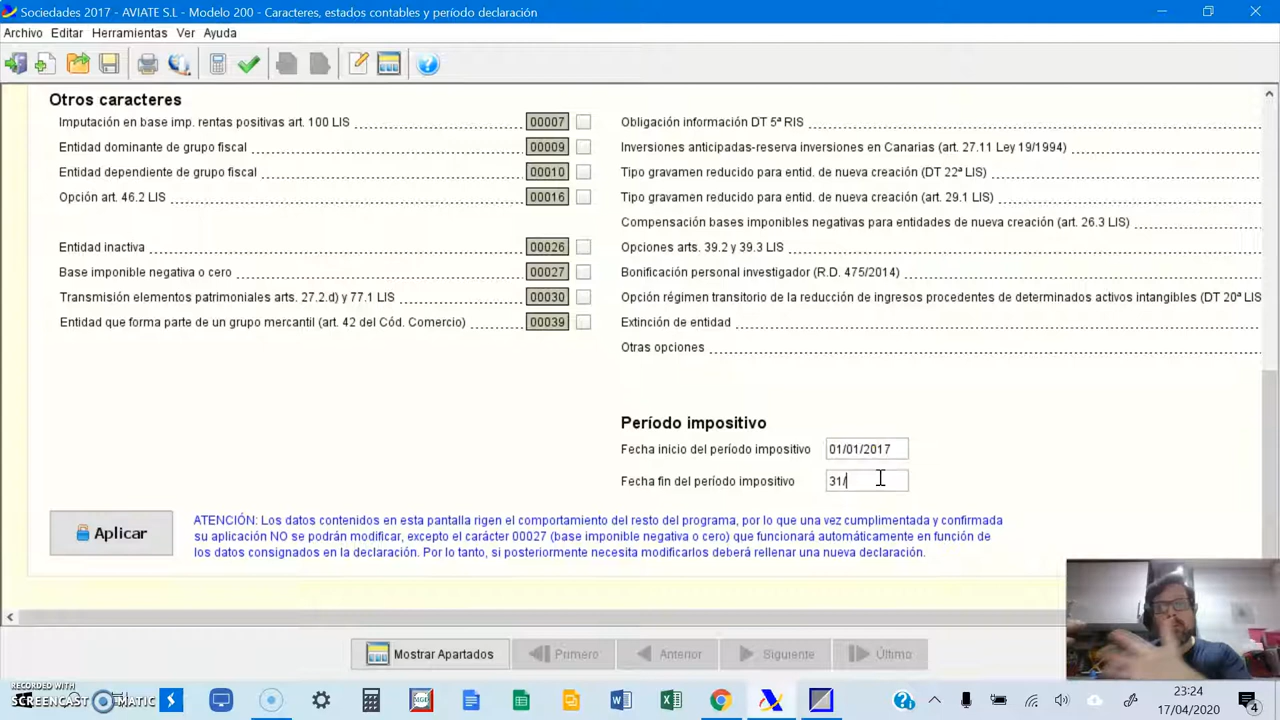 Sociedades 2017 - AVIATE S.L - Modelo 200 - Caracteres, estados contables y período declaración
Archivo Editar Herramientas Ver Ayuda
Otros caracteres
Imputación en base imp. rentas positivas art. 100 LIS 00007
Entidad dominante de grupo fiscal 00009
Entidad dependiente de grupo fiscal 00010
Opción art. 46.2 LIS 00016
Entidad inactiva 00026
Base imponible negativa o cero 00027
Transmisión elementos patrimoniales arts. 27.2.d) y 77.1 LIS 00030
Entidad que forma parte de un grupo mercantil (art. 42 del Cód. Comercio) 00039
Obligación información DT 5ª RIS
Inversiones anticipadas-reserva inversiones en Canarias (art. 27.11 Ley 19/1994)
Tipo gravamen reducido para entid. de nueva creación (DT 22ª LIS)
Tipo gravamen reducido para entid. de nueva creación (art. 29.1 LIS)
Compensación bases imponibles negativas para entidades de nueva creación (art. 26.3 LIS)
Opciones arts. 39.2 y 39.3 LIS
Bonificación personal investigador (R.D. 475/2014)
Opción régimen transitorio de la reducción de ingresos procedentes de determinados activos intangibles (DT 20ª LIS
Extinción de entidad
Otras opciones
Período impositivo
Fecha inicio del período impositivo 01/01/2017
Fecha fin del período impositivo 31/
Aplicar
ATENCIÓN: Los datos contenidos en esta pantalla rigen el comportamiento del resto del programa, por lo que una vez cumplimentada y confirmada
su aplicación NO se podrán modificar, excepto el carácter 00027 (base imponible negativa o cero) que funcionará automáticamente en función de
los datos consignados en la declaración. Por lo tanto, si posteriormente necesita modificarlos deberá rellenar una nueva declaración.
Mostrar Apartados Primero Anterior Siguiente Último
RECORDED WITH
SCREENCAST MATIC
23:24
17/04/2020
4